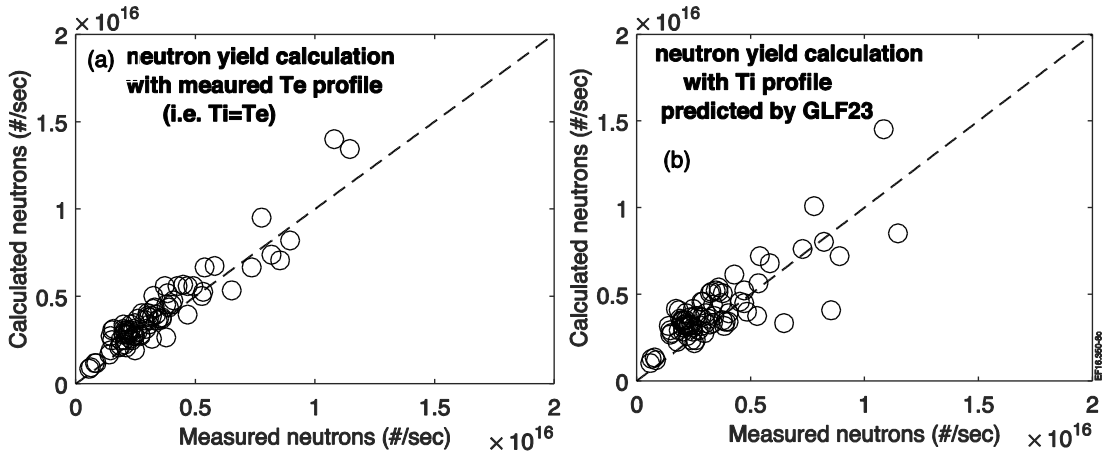 2 × 10^16
(a) neutron yield calculation
with meaured Te profile
(i.e. Ti=Te)
Calculated neutrons (#/sec)
1.5
1
0.5
0
0
0.5
1
1.5
2
Measured neutrons (#/sec)
× 10^16
2 × 10^16
neutron yield calculation
with Ti profile
predicted by GLF23
(b)
Calculated neutrons (#/sec)
1.5
1
0.5
0
0
0.5
1
1.5
2
Measured neutrons (#/sec)
× 10^16
EF16.350-8c